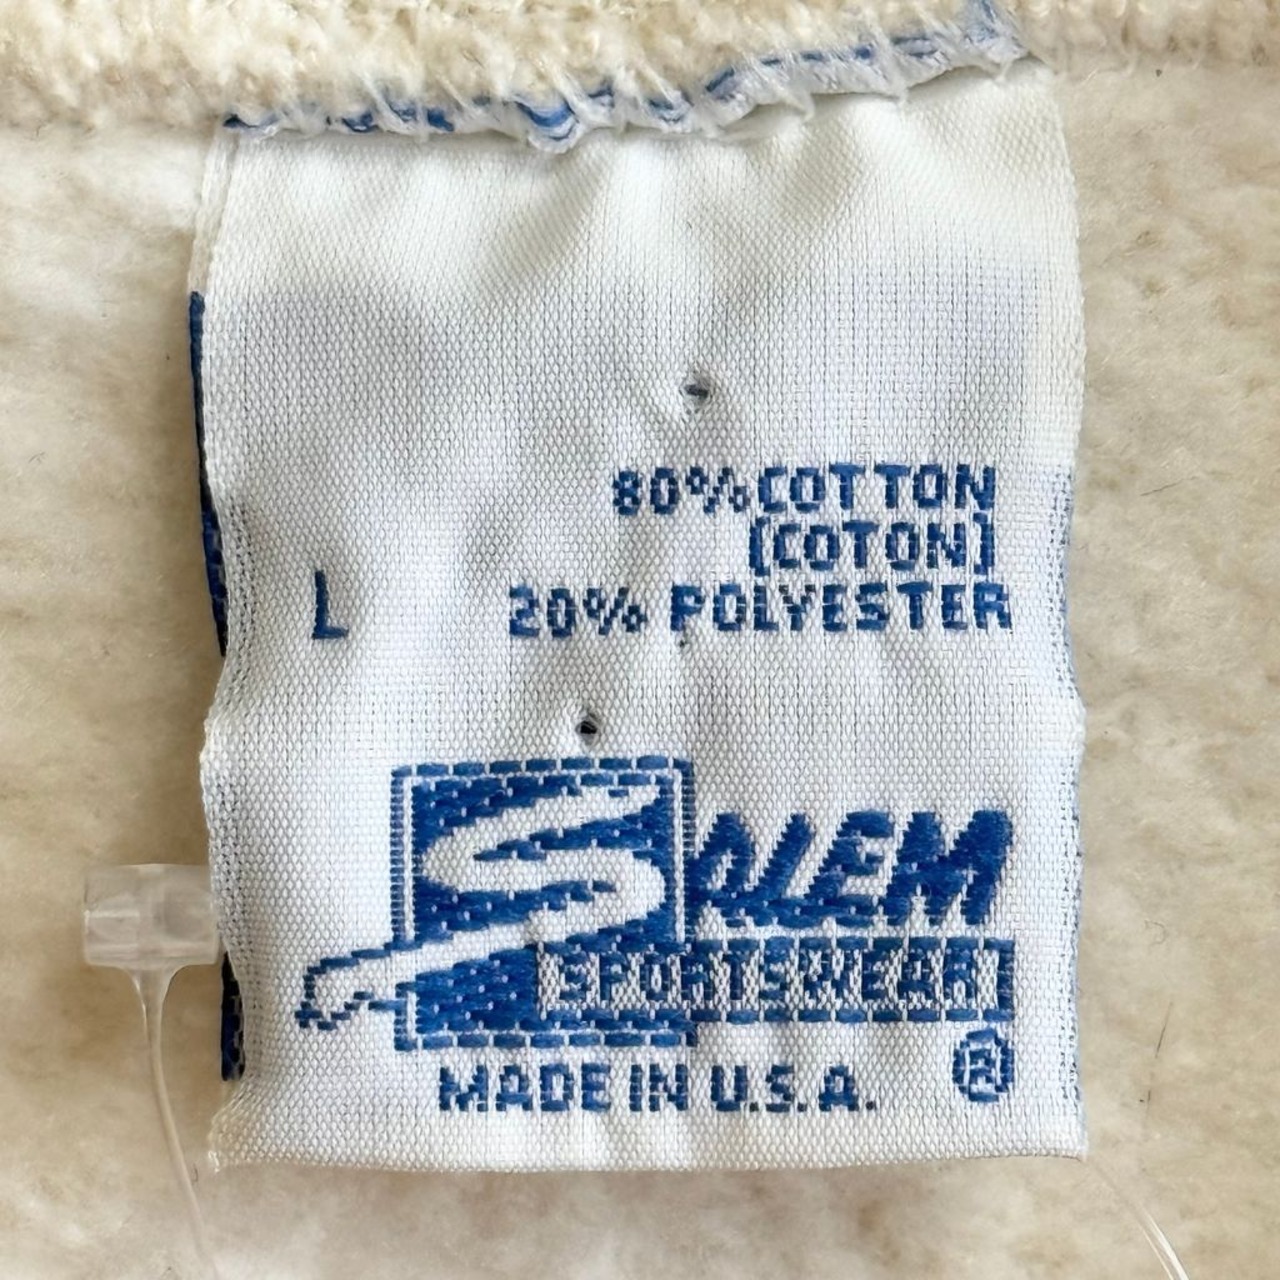 80% COTTON
(COTON)
L 20% POLYESTER
SALEM
SPORTSWEAR
®
MADE IN U.S.A.